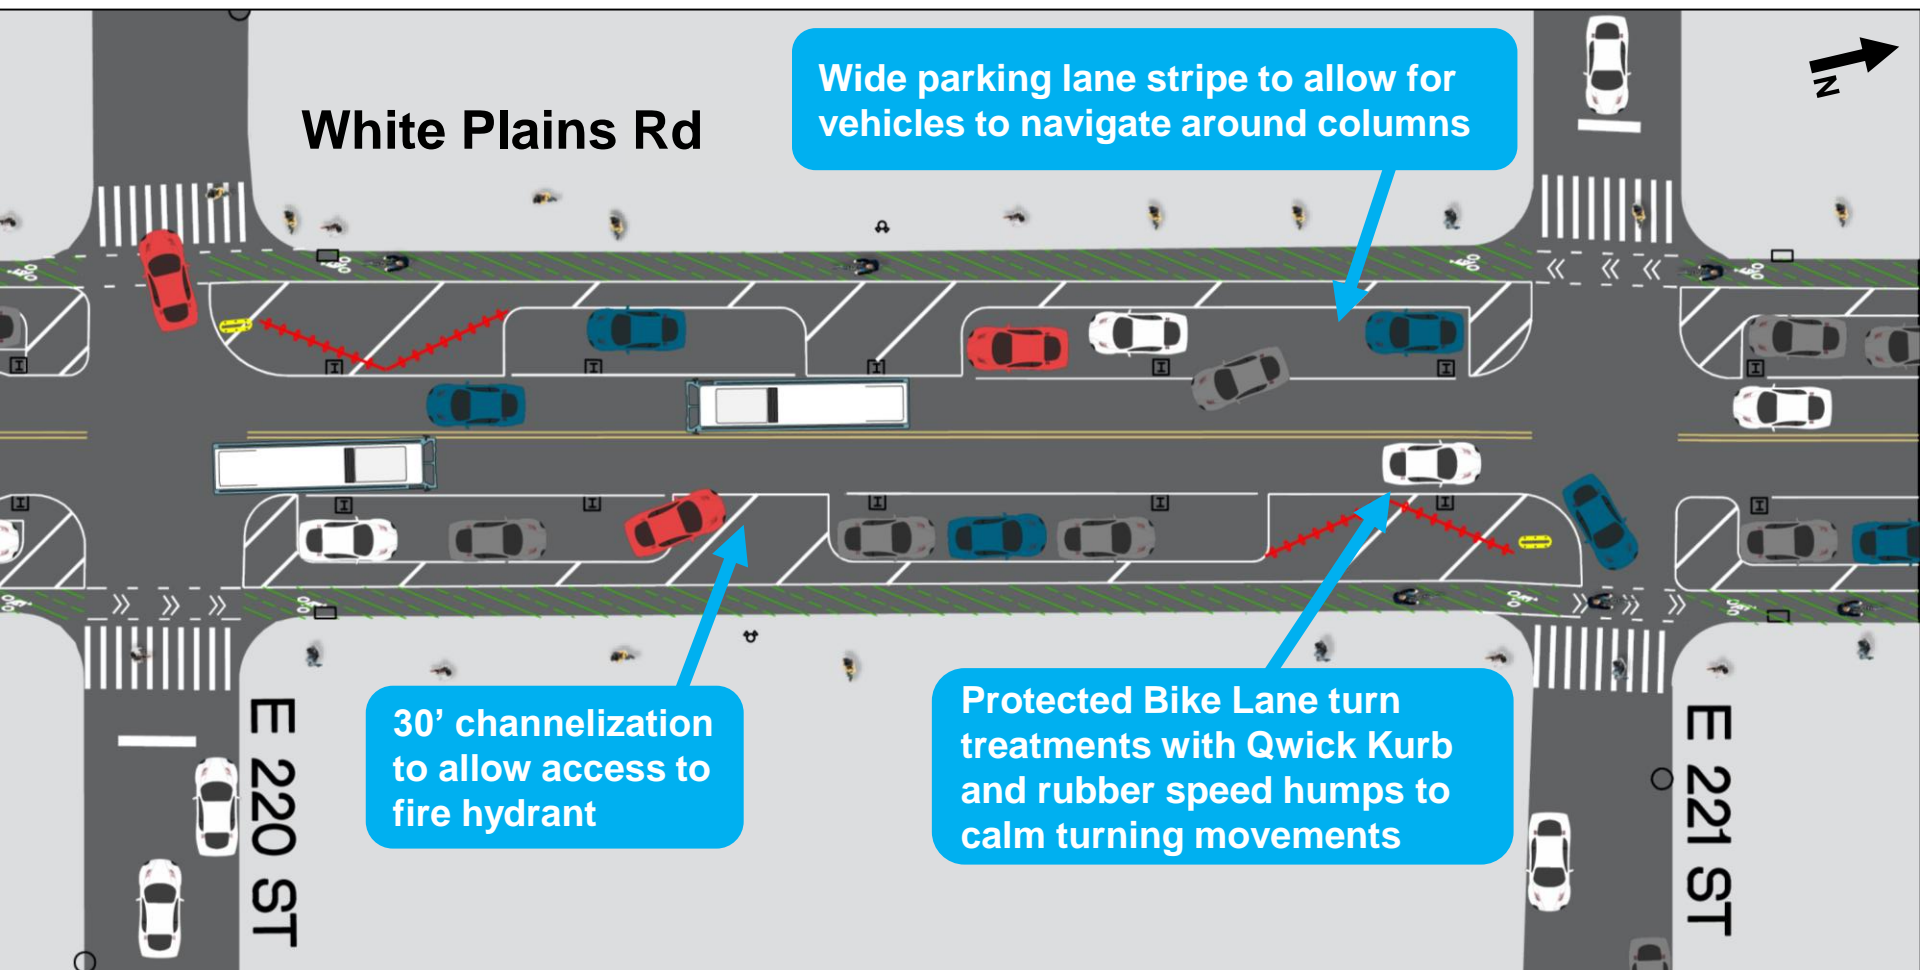 White Plains Rd
Wide parking lane stripe to allow for
vehicles to navigate around columns
N
30’ channelization
to allow access to
fire hydrant
Protected Bike Lane turn
treatments with Qwick Kurb
and rubber speed humps to
calm turning movements
E 220 ST
E 221 ST